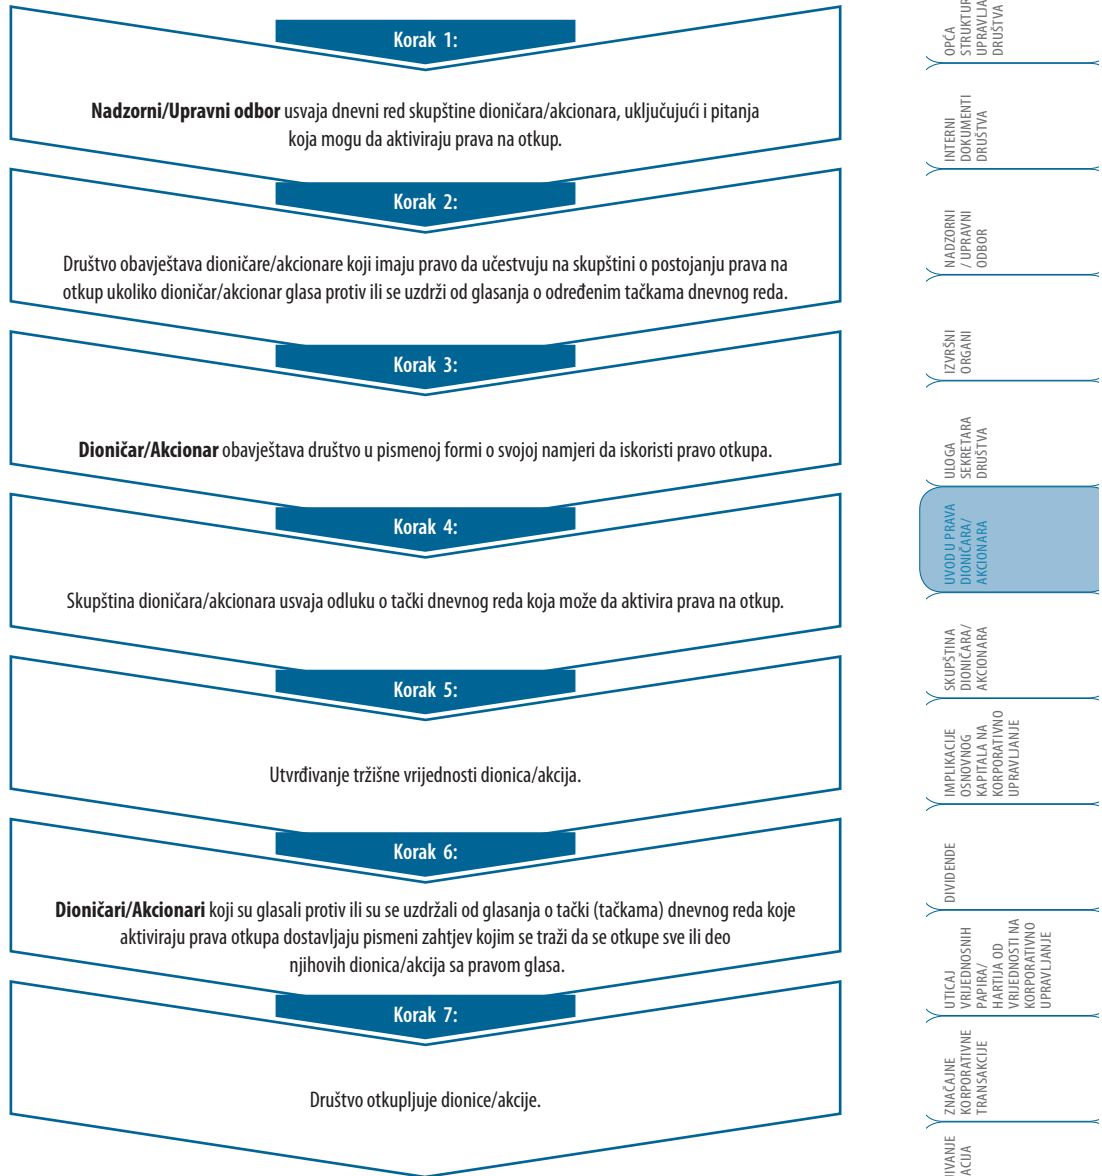 Korak 1:
Nadzorni/Upravni odbor usvaja dnevni red skupštine dioničara/akcionara, uključujući i pitanja
koja mogu da aktiviraju prava na otkup.
Korak 2:
Društvo obavještava dioničare/akcionare koji imaju pravo da učestvuju na skupštini o postojanju prava na
otkup ukoliko dioničar/akcionar glasa protiv ili se uzdrži od glasanja o određenim tačkama dnevnog reda.
Korak 3:
Dioničar/Akcionar obavještava društvo u pismenoj formi o svojoj namjeri da iskoristi pravo otkupa.
Korak 4:
Skupština dioničara/akcionara usvaja odluku o tački dnevnog reda koja može da aktivira prava na otkup.
Korak 5:
Utvrđivanje tržišne vrijednosti dionica/akcija.
Korak 6:
Dioničari/Akcionari koji su glasali protiv ili su se uzdržali od glasanja o tački (tačkama) dnevnog reda koje
aktiviraju prava otkupa dostavljaju pismeni zahtjev kojim se traži da se otkupe sve ili deo
njihovih dionica/akcija sa pravom glasa.
Korak 7:
Društvo otkupljuje dionice/akcije.
OPĆA
STRUKTUR
UPRAVLJA
DRUŠTVA
INTERNI
DOKUMENTI
DRUŠTVA
NADZORNI
/ UPRAVNI
ODBOR
IZVRŠNI
ORGANI
ULOGA
SEKRETARA
DRUŠTVA
UVOD U PRAVA
DIONIČARA/
AKCIONARA
SKUPŠTINA
DIONIČARA/
AKCIONARA
IMPLIKACIJE
OSNOVNOG
KAPITALA NA
KORPORATIVNO
UPRAVLJANJE
DIVIDENDE
UTICAJ
VRIJEDNOSNIH
PAPIRA/
HARTIJA OD
VRIJEDNOSTI NA
KORPORATIVNO
UPRAVLJANJE
ZNAČAJNE
KORPORATIVNE
TRANSAKCIJE
IVANJE
ACIJA